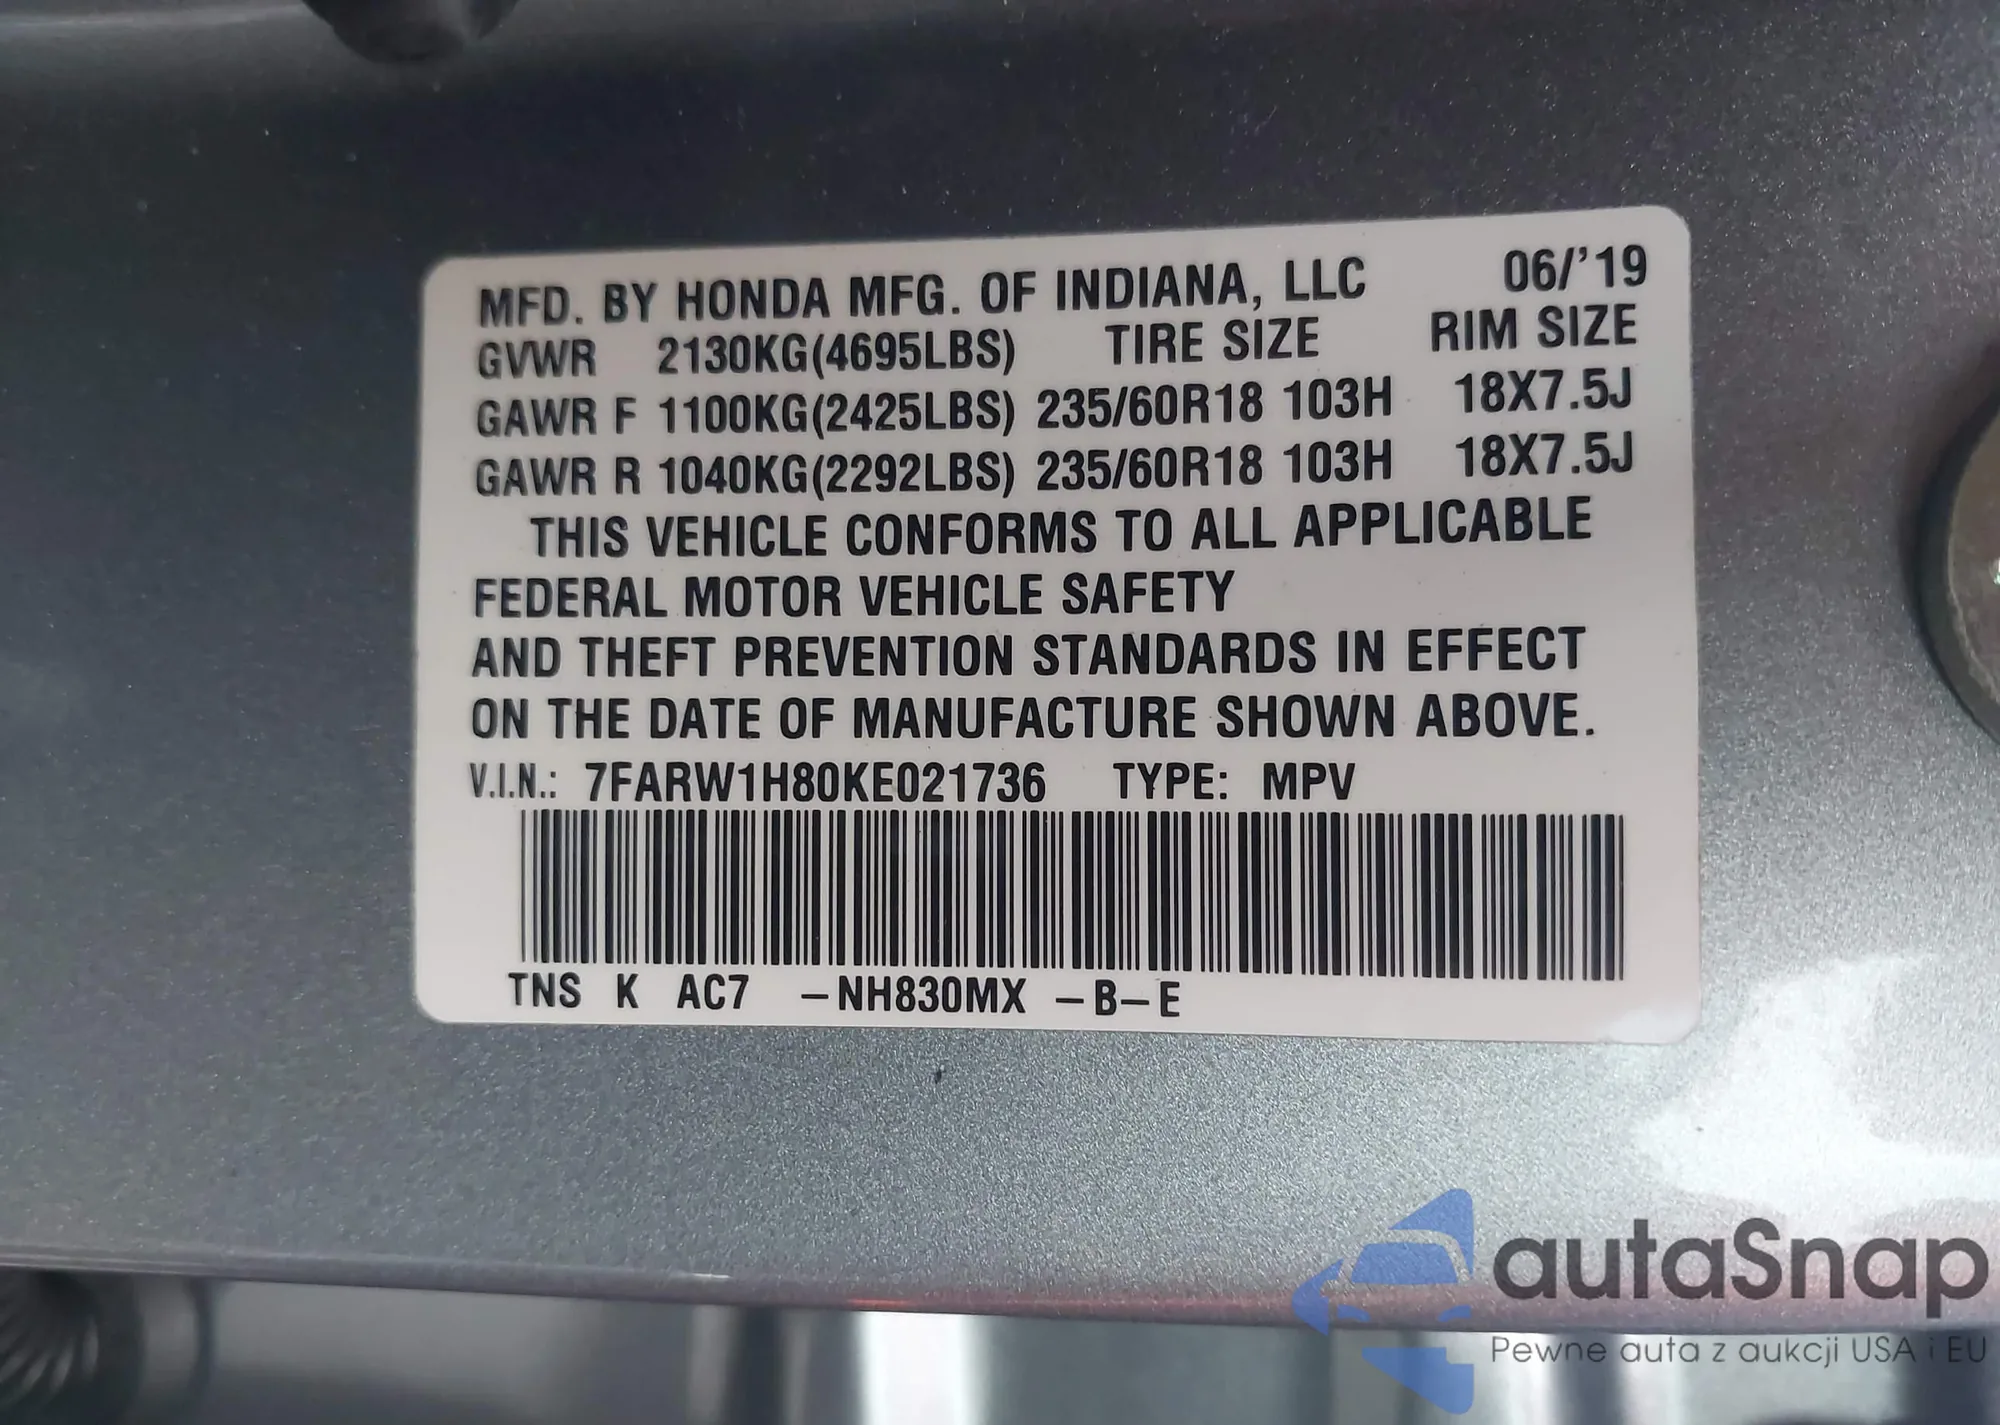 MFD. BY HONDA MFG. OF INDIANA, LLC 06/'19
GVWR 2130KG(4695LBS) TIRE SIZE RIM SIZE
GAWR F 1100KG(2425LBS) 235/60R18 103H 18X7.5J
GAWR R 1040KG(2292LBS) 235/60R18 103H 18X7.5J
THIS VEHICLE CONFORMS TO ALL APPLICABLE
FEDERAL MOTOR VEHICLE SAFETY
AND THEFT PREVENTION STANDARDS IN EFFECT
ON THE DATE OF MANUFACTURE SHOWN ABOVE.
V.I.N.: 7FARW1H80KE021736 TYPE: MPV
TNS K AC7 –NH830MX –B–E
autaSnap
Pewne auta z aukcji USA i EU